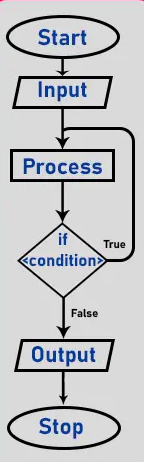 Start
Input
Process
if
<condition>
True
False
Output
Stop